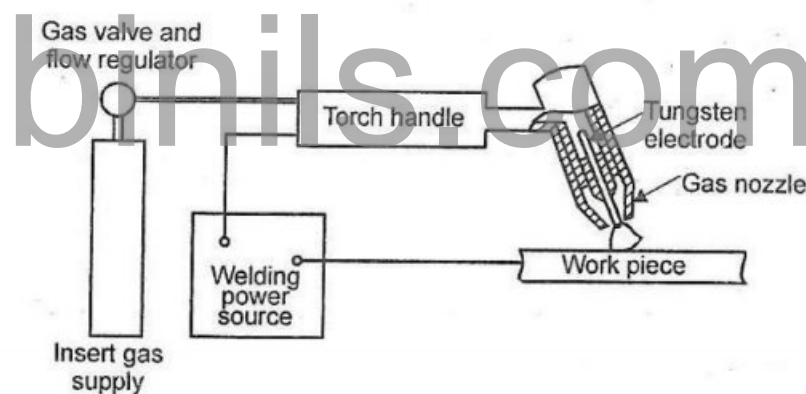 Gas valve and
flow regulator
binils.com
Torch handle
Tungsten
electrode
Gas nozzle
Work piece
Welding
power
source
Insert gas
supply